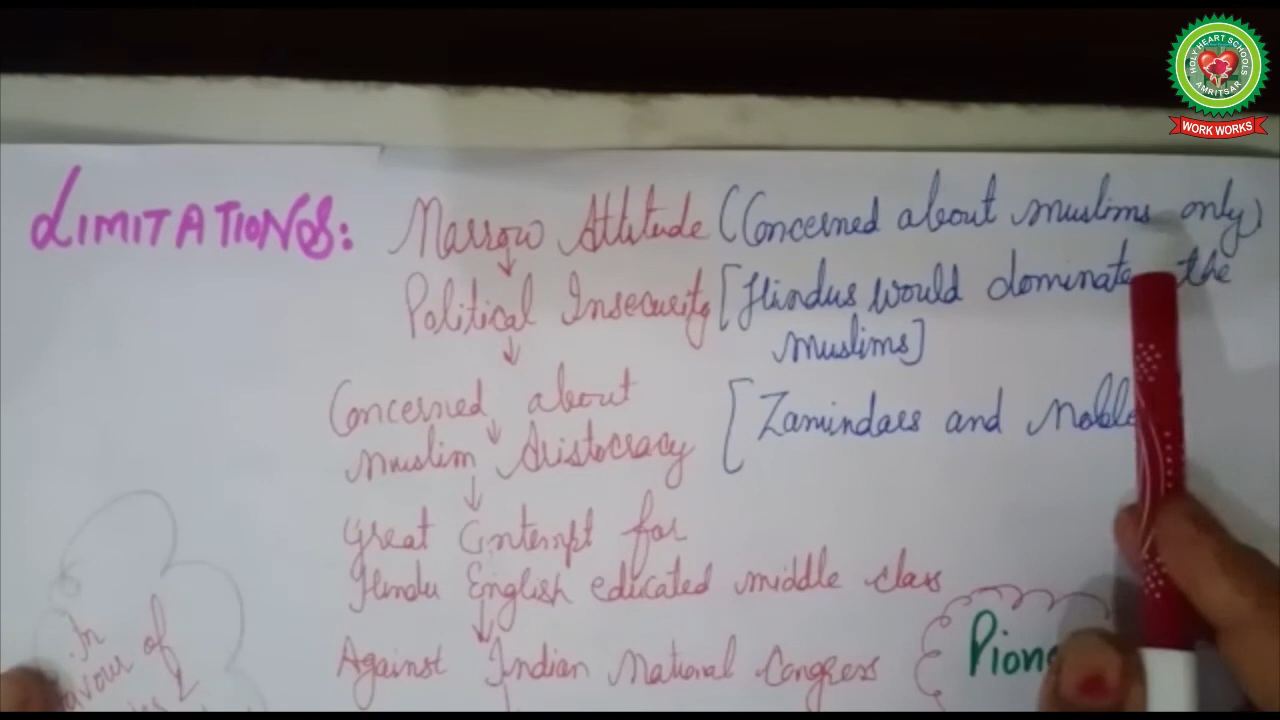 HOLY HEART SCHOOLS
AMRITSAR
WORK WORKS
LIMITATIONS:
Narrow Attitude (Concerned about muslims only)
Political Insecurity [Hindus would dominate the
muslims]
Concerned about
muslim Aristocracy [Zamindars and
Great Contempt for
Hindu English educated middle class
Against Indian National Congress
In
favour of